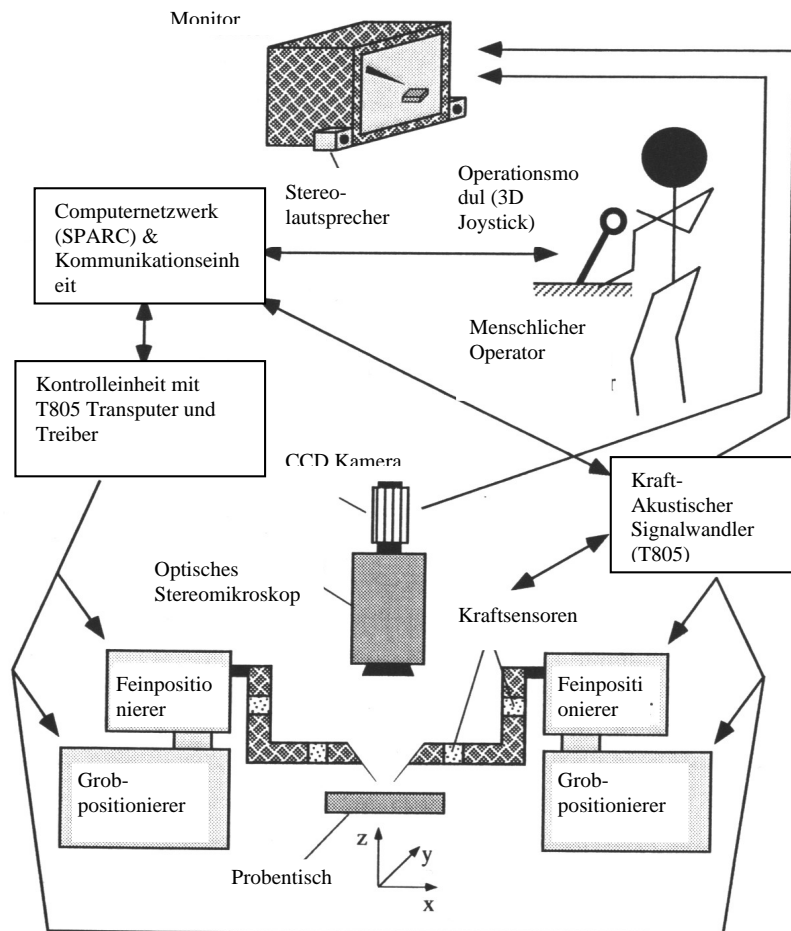 Monitor
Stereo-
lautsprecher
Operationsmo
dul (3D
Joystick)
Computernetzwerk
(SPARC) &
Kommunikationseinh
eit
Menschlicher
Operator
Kontrolleinheit mit
T805 Transputer und
Treiber
CCD Kamera
Kraft-
Akustischer
Signalwandler
(T805)
Optisches
Stereomikroskop
Kraftsensoren
Feinpositio
nierer
Feinpositi
onierer
Grob-
positionierer
Grob-
positionierer
Probentisch
z
y
x